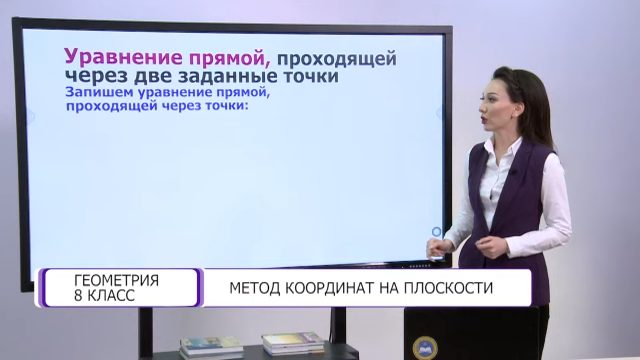 Уравнение прямой, проходящей
через две заданные точки
Запишем уравнение прямой,
проходящей через точки:
ГЕОМЕТРИЯ
8 КЛАСС
МЕТОД КООРДИНАТ НА ПЛОСКОСТИ